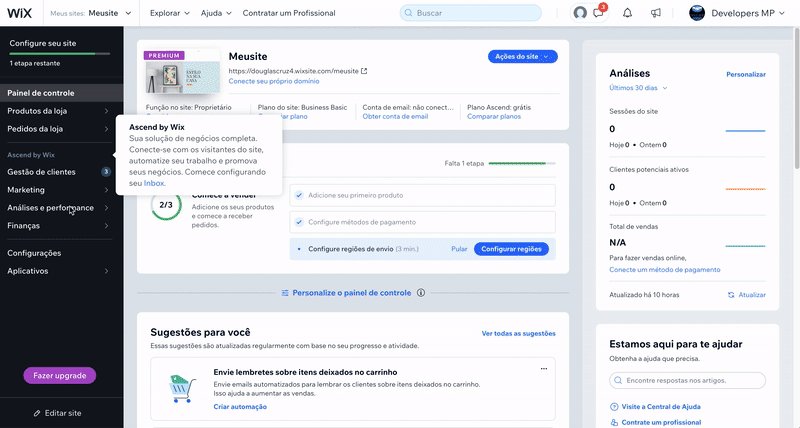 WiX
Meus sites: Meusite
Explorar
Ajuda
Contratar um Profissional
Buscar
3
Developers MP
Configure seu site
1 etapa restante
Painel de controle
Produtos da loja
Pedidos da loja
Ascend by Wix
Gestão de clientes
3
Marketing
Análises e performance
Finanças
Configurações
Aplicativos
Fazer upgrade
Editar site
Ascend by Wix
Sua solução de negócios completa.
Conecte-se com os visitantes do site,
automatize seu trabalho e promova
seus negócios. Comece configurando
seu Inbox.
PREMIUM
ESTILO
NA SUA
CASA
Meusite
https://douglascruz4.wixsite.com/meusite
Conecte seu próprio domínio
Ações do site
Função no site: Proprietário
Plano do site: Business Basic
plano
Conta de email: não conect...
Obter conta de email
Plano Ascend: grátis
Comparar planos
Falta 1 etapa
2/3
Comece a vender
Adicione os seus produtos
e comece a receber
pedidos.
Adicione seu primeiro produto
Configure métodos de pagamento
Configure regiões de envio (3 min.)
Pular
Configurar regiões
Personalize o painel de controle
Sugestões para você
Ver todas as sugestões
Essas sugestões são atualizadas regularmente com base no seu progresso e atividade.
Envie lembretes sobre itens deixados no carrinho
Envie emails automatizados para lembrar os clientes sobre itens deixados no carrinho.
Isso ajuda a aumentar as vendas.
Criar automação
Análises
Personalizar
Últimos 30 dias
Sessões do site
0
Hoje 0 • Ontem 0
Clientes potenciais ativos
0
Hoje 0 • Ontem 0
Total de vendas
N/A
Para fazer vendas online,
Conecte um método de pagamento
Atualizado há 10 horas
Atualizar
Estamos aqui para te ajudar
Obtenha a ajuda que precisa.
Encontre respostas nos artigos.
Visite a Central de Ajuda
Contrate um profissional